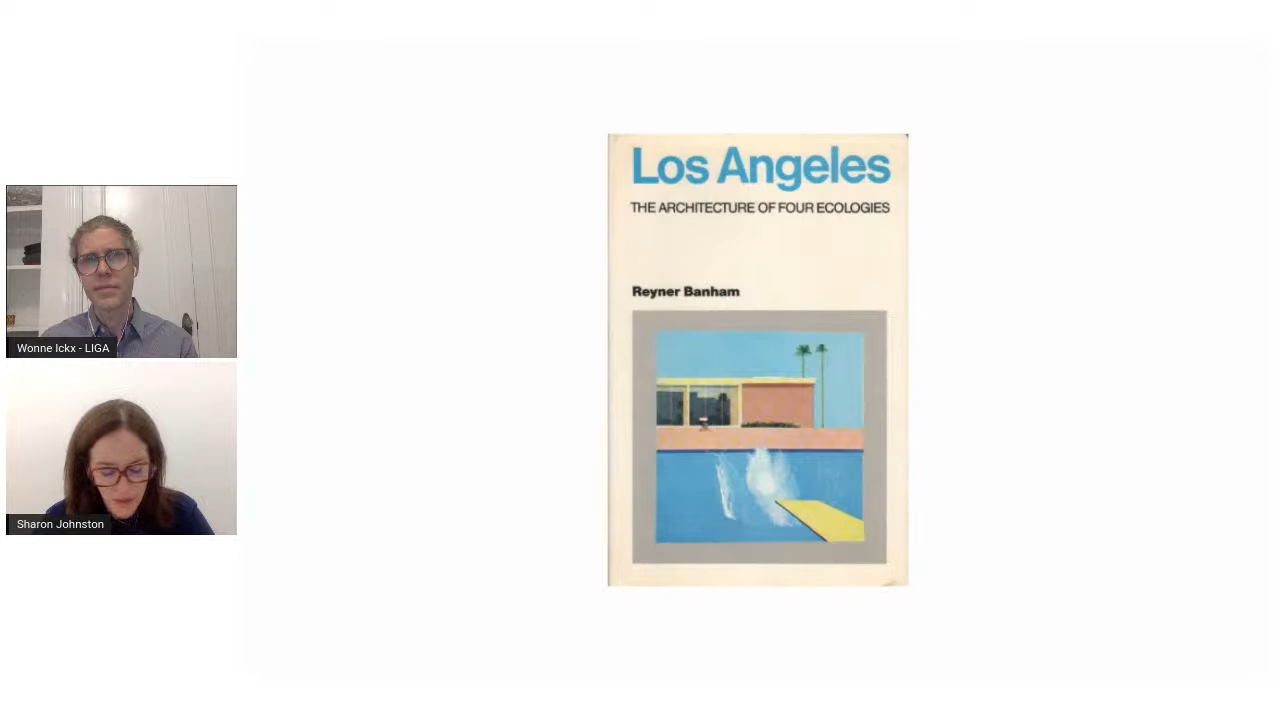 Los Angeles
THE ARCHITECTURE OF FOUR ECOLOGIES
Reyner Banham
Wonne Ickx - LIGA
Sharon Johnston